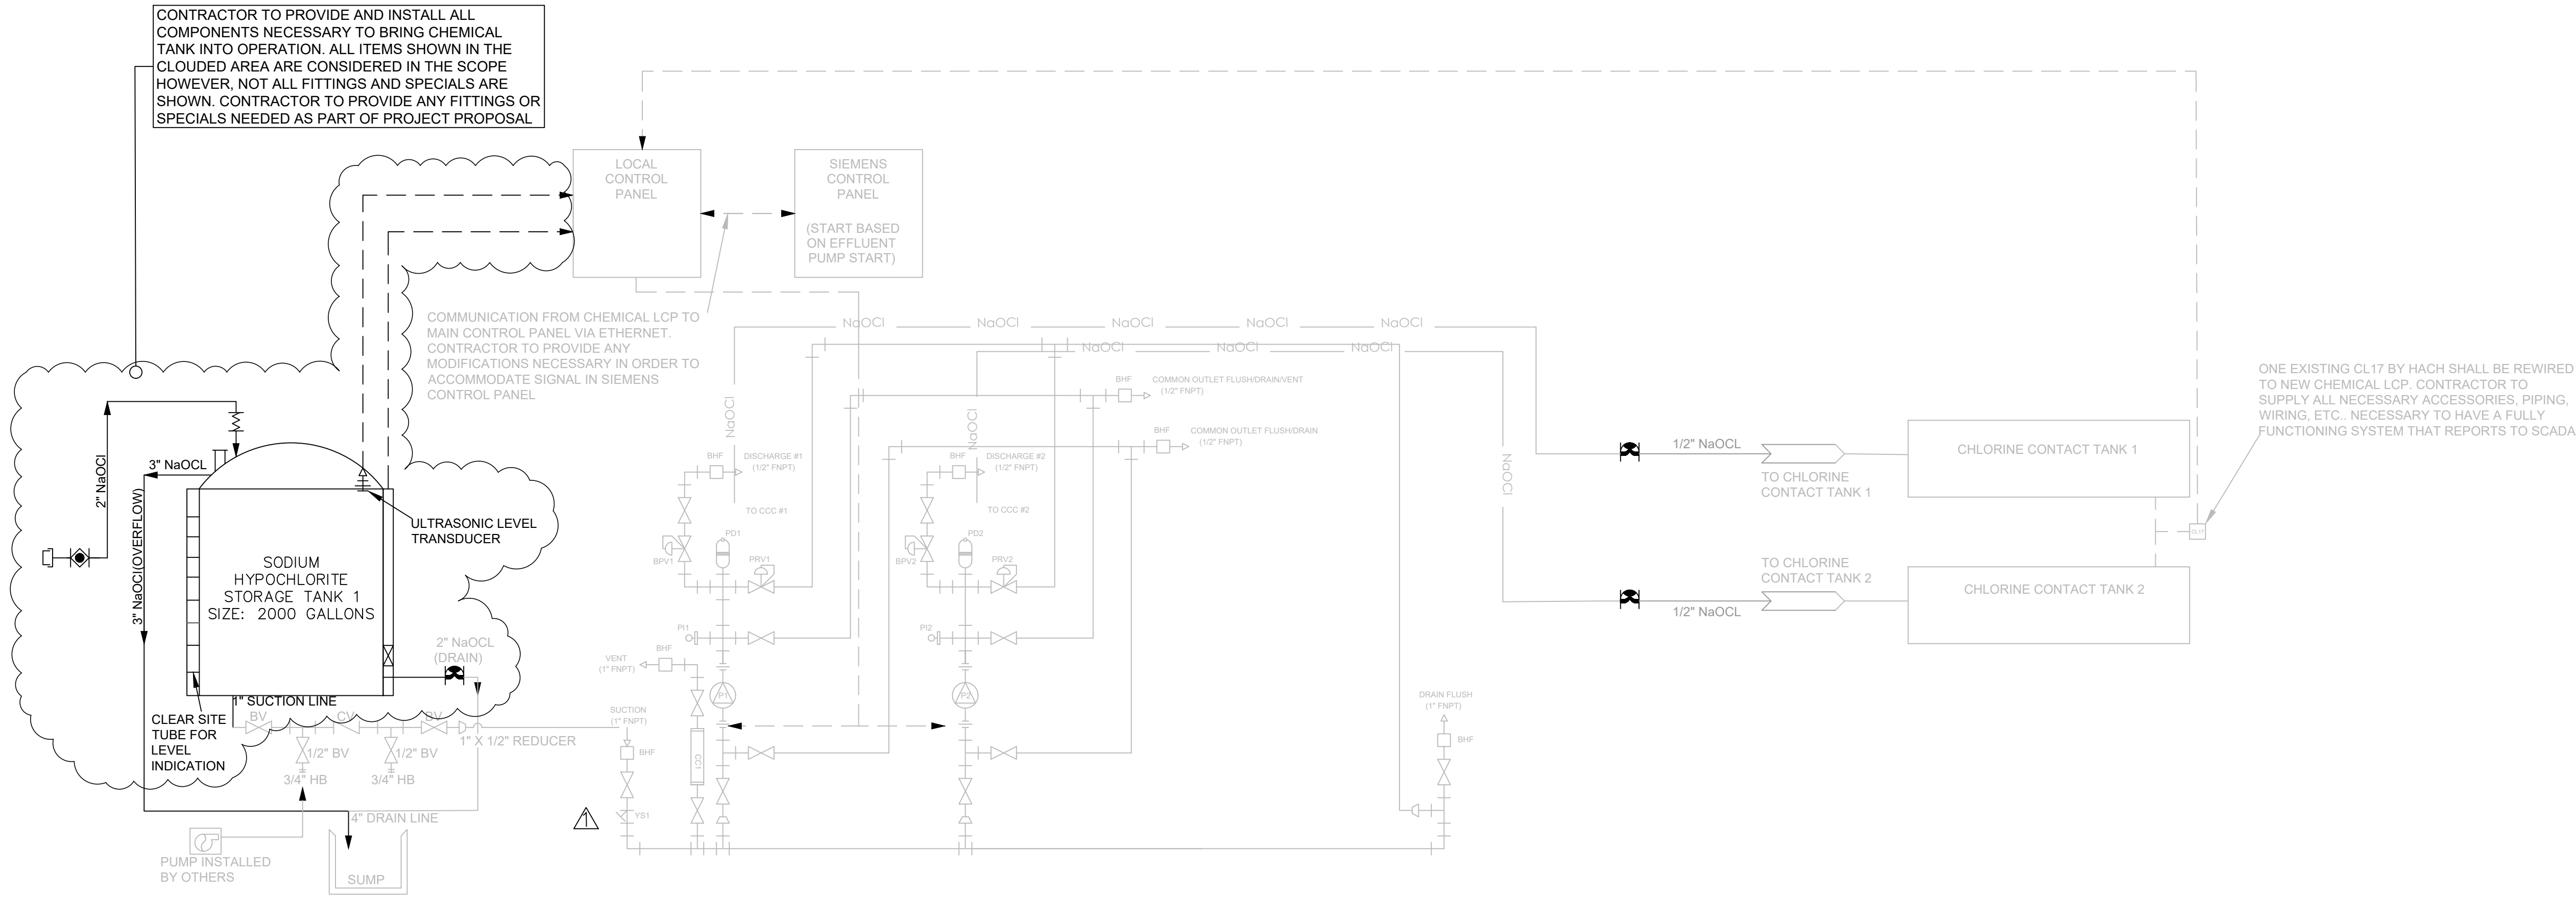 CONTRACTOR TO PROVIDE AND INSTALL ALL
COMPONENTS NECESSARY TO BRING CHEMICAL
TANK INTO OPERATION. ALL ITEMS SHOWN IN THE
CLOUDED AREA ARE CONSIDERED IN THE SCOPE
HOWEVER, NOT ALL FITTINGS AND SPECIALS ARE
SHOWN. CONTRACTOR TO PROVIDE ANY FITTINGS OR
SPECIALS NEEDED AS PART OF PROJECT PROPOSAL
LOCAL
CONTROL
PANEL
SIEMENS
CONTROL
PANEL
(START BASED
ON EFFLUENT
PUMP START)
COMMUNICATION FROM CHEMICAL LCP TO
MAIN CONTROL PANEL VIA ETHERNET.
CONTRACTOR TO PROVIDE ANY
MODIFICATIONS NECESSARY IN ORDER TO
ACCOMMODATE SIGNAL IN SIEMENS
CONTROL PANEL
NaOCl
NaOCl
NaOCl
NaOCl
NaOCl
NaOCl
NaOCl
NaOCl
NaOCl
NaOCl
NaOCl
BHF
COMMON OUTLET FLUSH/DRAIN/VENT
(1/2" FNPT)
BHF
COMMON OUTLET FLUSH/DRAIN
(1/2" FNPT)
BHF
DISCHARGE #1
(1/2" FNPT)
TO CCC #1
BHF
DISCHARGE #2
(1/2" FNPT)
TO CCC #2
ONE EXISTING CL17 BY HACH SHALL BE REWIRED
TO NEW CHEMICAL LCP. CONTRACTOR TO
SUPPLY ALL NECESSARY ACCESSORIES, PIPING,
WIRING, ETC.. NECESSARY TO HAVE A FULLY
FUNCTIONING SYSTEM THAT REPORTS TO SCADA
1/2" NaOCL
TO CHLORINE
CONTACT TANK 1
CHLORINE CONTACT TANK 1
CL17
1/2" NaOCL
TO CHLORINE
CONTACT TANK 2
CHLORINE CONTACT TANK 2
2" NaOCl
3" NaOCL
3" NaOCl(OVERFLOW)
ULTRASONIC LEVEL
TRANSDUCER
SODIUM
HYPOCHLORITE
STORAGE TANK 1
SIZE: 2000 GALLONS
2" NaOCL
(DRAIN)
1" SUCTION LINE
CLEAR SITE
TUBE FOR
LEVEL
INDICATION
BV
CV
BV
1" X 1/2" REDUCER
1/2" BV
1/2" BV
3/4" HB
3/4" HB
4" DRAIN LINE
PUMP INSTALLED
BY OTHERS
SUMP
1
PD1
BPV1
PRV1
PI1
P1
PD2
BPV2
PRV2
PI2
P2
VENT
(1" FNPT)
BHF
SUCTION
(1" FNPT)
BHF
YS1
CC1
DRAIN FLUSH
(1" FNPT)
BHF